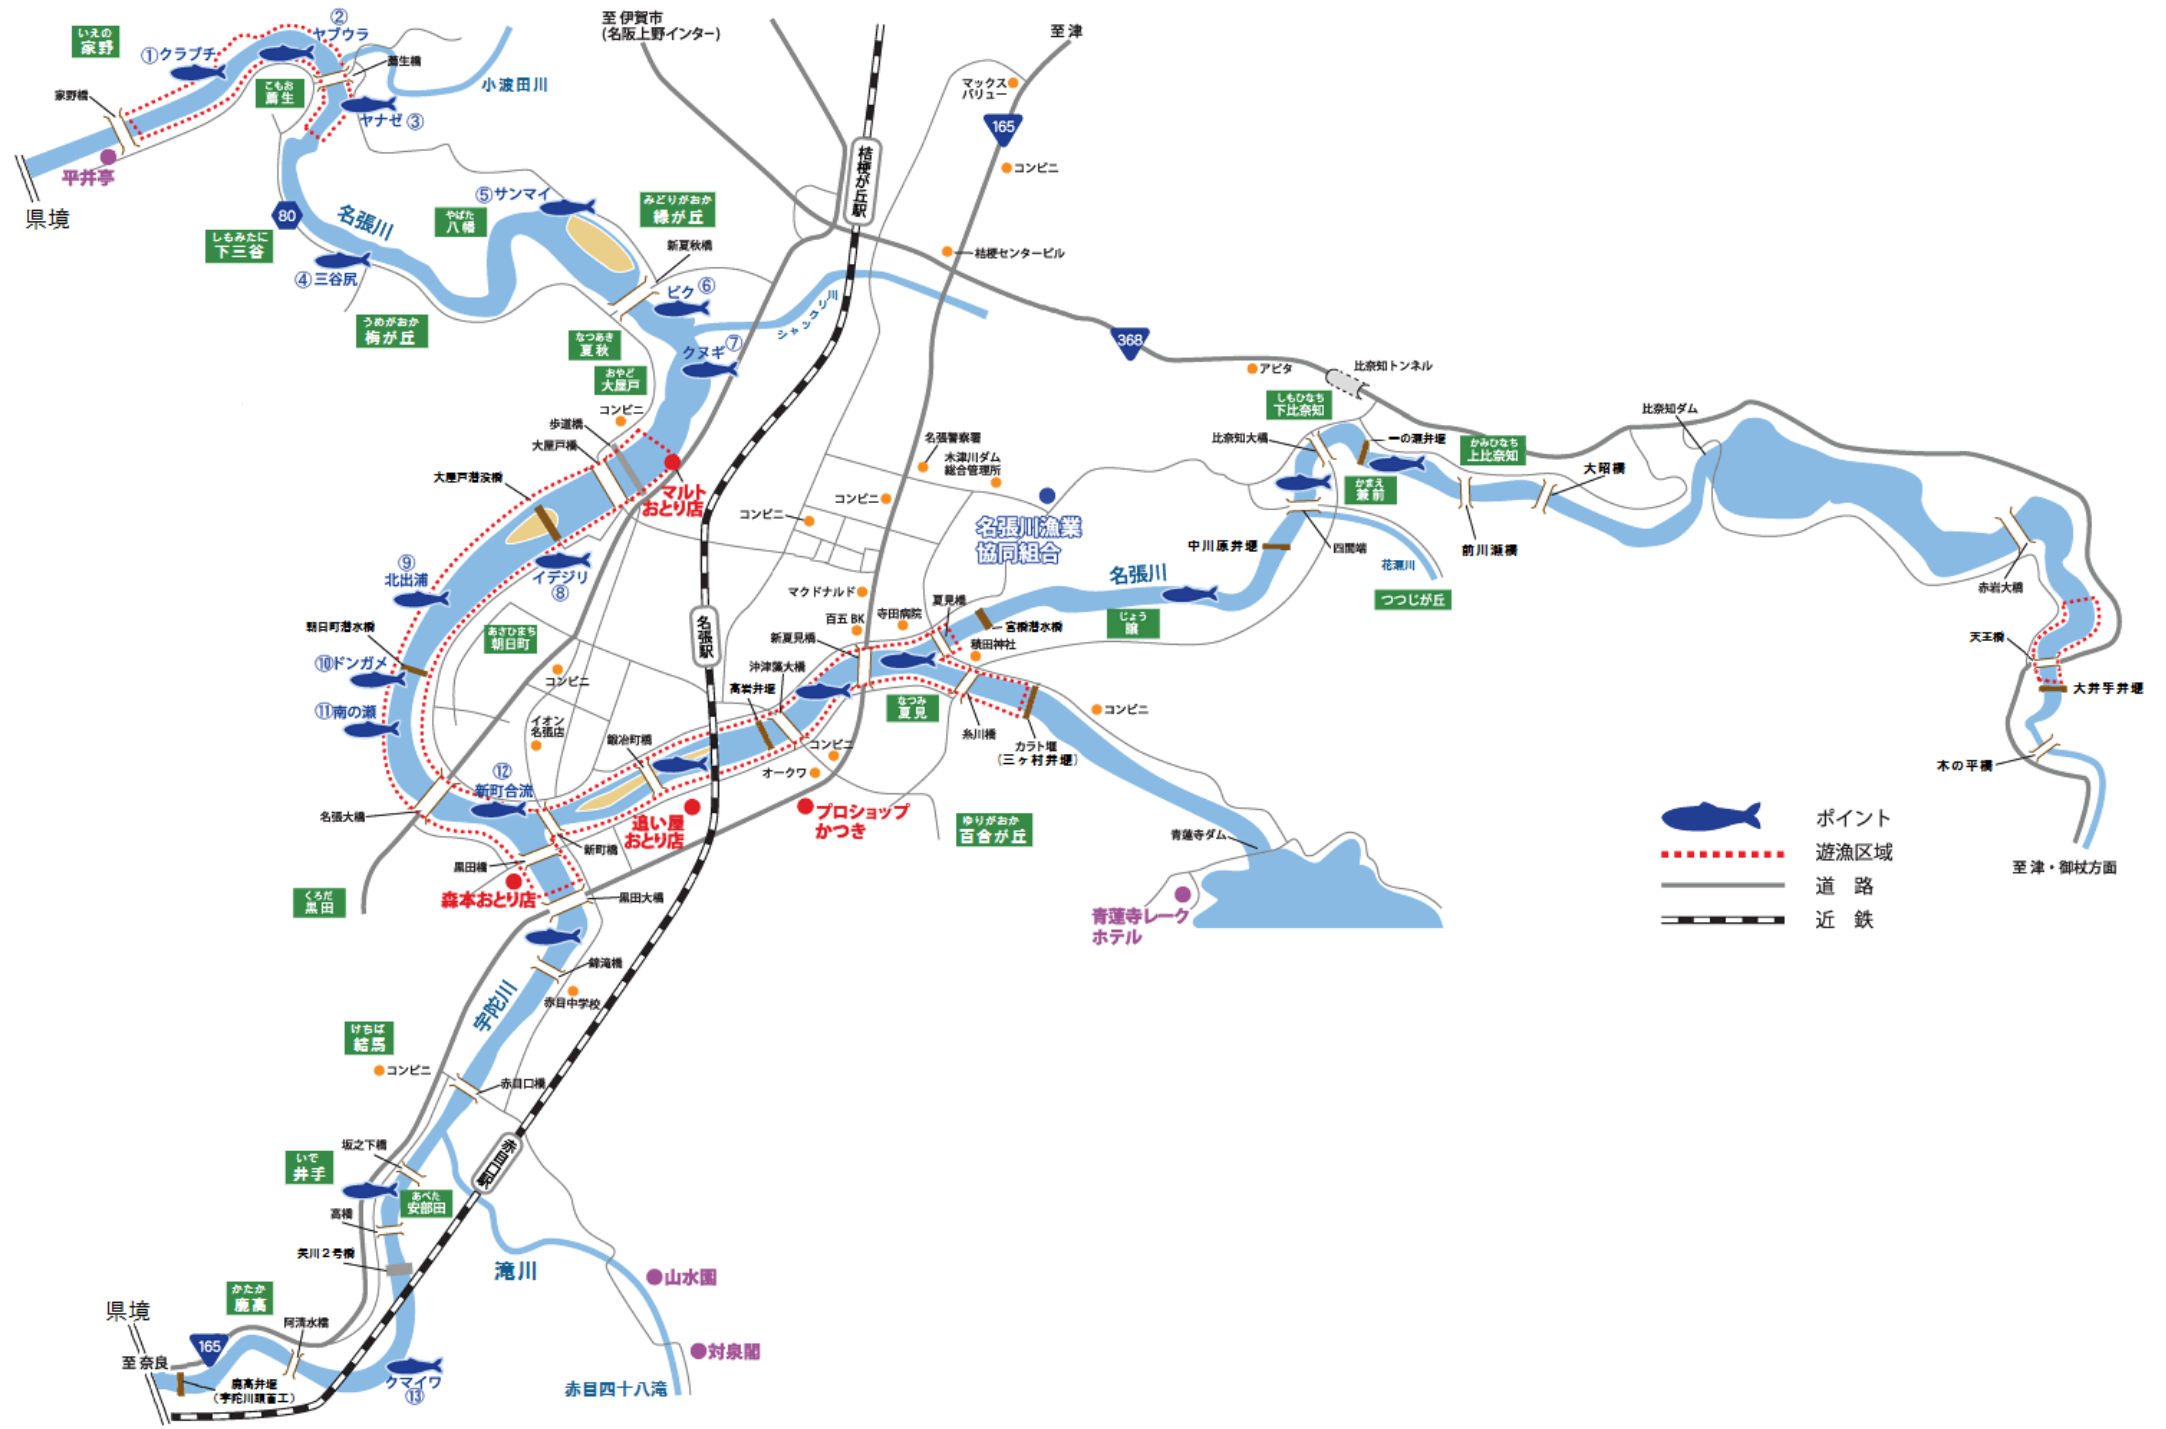 至 伊賀市
(名阪上野インター)
至 津
いえの
家野
①クラブチ
②
ヤブウラ
薦生橋
小波田川
家野橋
こもお
薦生
ヤナゼ③
平井亭
県境
マックス
バリュー
165
コンビニ
桔梗が丘駅
⑤サンマイ
みどりがおか
緑が丘
やばた
八幡
名張川
80
しもみたに
下三谷
④三谷尻
新夏秋橋
桔梗センタービル
ピク⑥
シャックリ川
うめがおか
梅が丘
なつあき
夏秋
クヌギ⑦
おやど
大屋戸
368
アピタ
比奈知トンネル
しもひなち
下比奈知
比奈知ダム
コンビニ
歩道橋
大屋戸橋
名張警察署
木津川ダム
総合管理所
比奈知大橋
一の瀬井堰
かみひなち
上比奈知
大昭橋
大屋戸潜没橋
マルト
おとり店
コンビニ
コンビニ
名張川漁業
協同組合
かまえ
兼前
中川原井堰
四間端
前川瀬橋
花瀬川
つつじが丘
赤岩大橋
⑨
北出浦
イデジリ
⑧
マクドナルド
名張川
百五 BK
寺田病院
夏見橋
じょう
宮橋潜水橋
朝日町潜水橋
あさひまち
朝日町
名張駅
新夏見橋
積田神社
天王橋
⑩ドンガメ
コンビニ
沖津藻大橋
高岩井堰
大井手井堰
⑪南の瀬
イオン
名張店
なつみ
夏見
コンビニ
鍛冶町橋
コンビニ
糸川橋
カラト堰
(三ヶ村井堰)
木の平橋
⑫
新町合流
オークワ
名張大橋
追い屋
おとり店
プロショップ
かつき
ゆりがおか
百合が丘
青蓮寺ダム
ポイント
新町橋
黒田橋
遊漁区域
至 津・御杖方面
くろだ
黒田
森本おとり店
黒田大橋
道 路
青蓮寺レーク
ホテル
近 鉄
錦滝橋
宇陀川
赤目中学校
けちば
結馬
コンビニ
赤目口橋
坂之下橋
赤目口駅
いで
井手
あべた
安部田
高橋
矢川２号橋
滝川
山水園
かたか
鹿高
県境
阿清水橋
165
至 奈良
対泉閣
鹿高井堰
(宇陀川頭首工)
クマイワ
⑬
赤目四十八滝